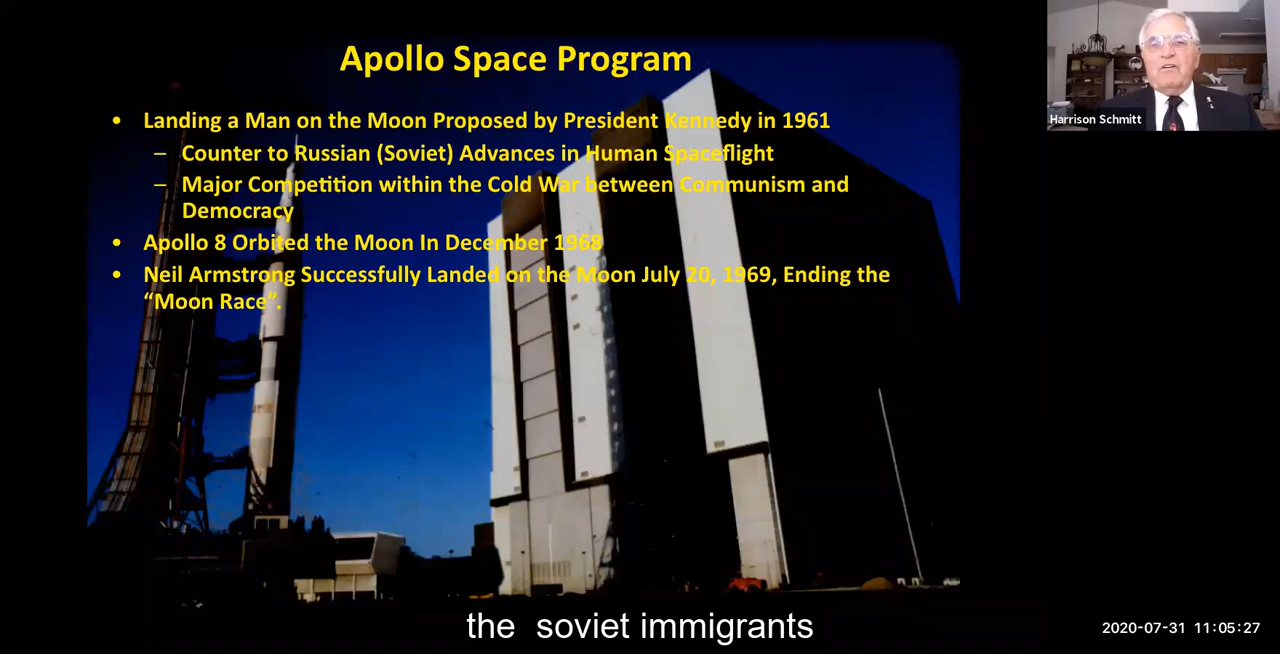 Apollo Space Program
• Landing a Man on the Moon Proposed by President Kennedy in 1961
– Counter to Russian (Soviet) Advances in Human Spaceflight
– Major Competition within the Cold War between Communism and
Democracy
• Apollo 8 Orbited the Moon In December 1968
• Neil Armstrong Successfully Landed on the Moon July 20, 1969, Ending the
“Moon Race”.
Harrison Schmitt
the soviet immigrants
2020-07-31 11:05:27